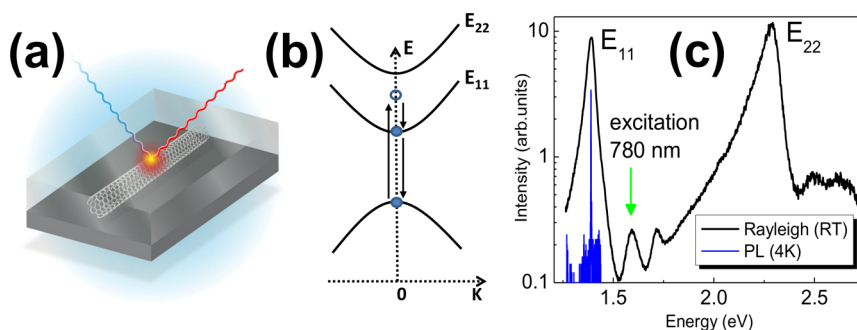 (a)
(b)
E
E22
E11
0
K
(c)
E11
E22
excitation
780 nm
Intensity (arb.units)
10
1
0.1
Rayleigh (RT)
PL (4K)
1.5
2.0
2.5
Energy (eV)